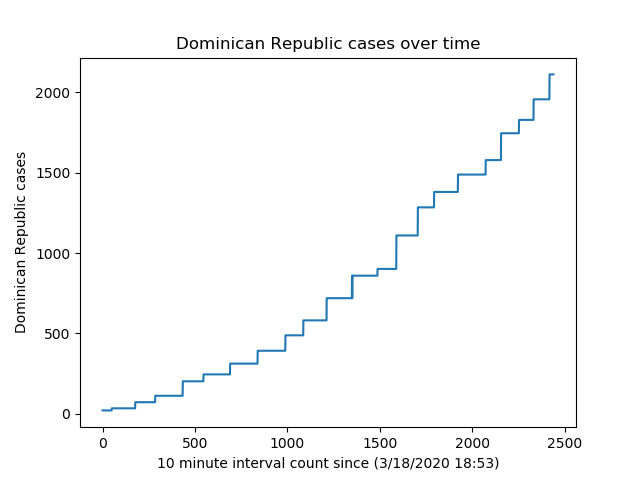 Dominican Republic cases over time
Dominican Republic cases
2000
1500
1000
500
0
0 500 1000 1500 2000 2500
10 minute interval count since (3/18/2020 18:53)